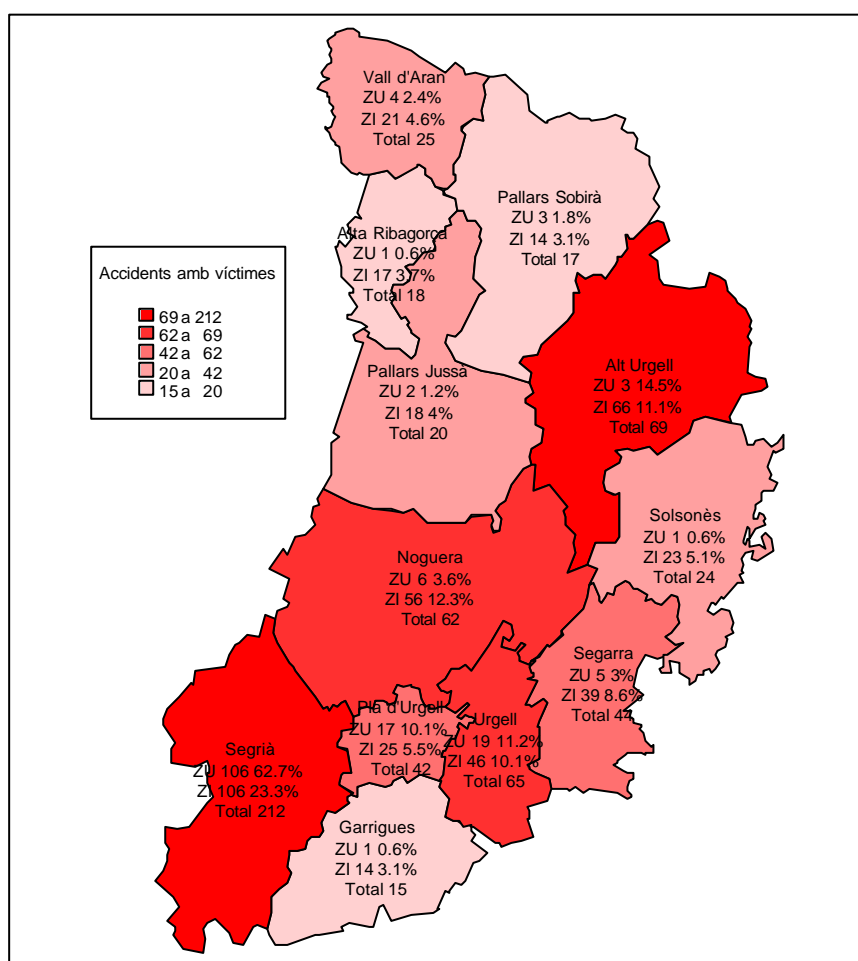 Vall d'Aran
ZU 4 2.4%
ZI 21 4.6%
Total 25
Pallars Sobirà
ZU 3 1.8%
ZI 14 3.1%
Total 17
Alta Ribagorça
ZU 1 0.6%
ZI 17 3.7%
Total 18
Accidents amb víctimes
69 a 212
62 a 69
42 a 62
20 a 42
15 a 20
Pallars Jussà
ZU 2 1.2%
ZI 18 4%
Total 20
Alt Urgell
ZU 3 14.5%
ZI 66 11.1%
Total 69
Solsonès
ZU 1 0.6%
ZI 23 5.1%
Total 24
Noguera
ZU 6 3.6%
ZI 56 12.3%
Total 62
Segarra
ZU 5 3%
ZI 39 8.6%
Total 44
Pla d'Urgell
ZU 17 10.1%
ZI 25 5.5%
Total 42
Urgell
ZU 19 11.2%
ZI 46 10.1%
Total 65
Segrià
ZU 106 62.7%
ZI 106 23.3%
Total 212
Garrigues
ZU 1 0.6%
ZI 14 3.1%
Total 15